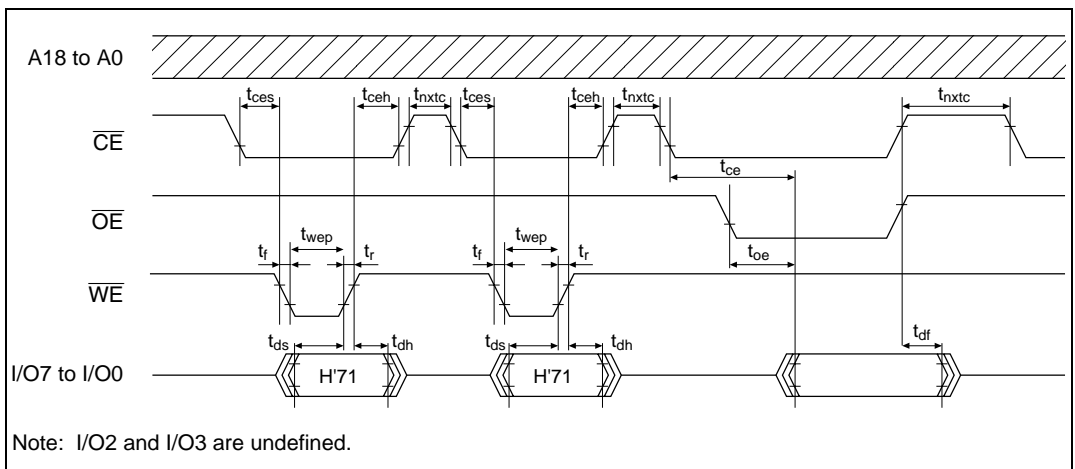 A18 to A0
tces tceh tnxtc tces tceh tnxtc tnxtc
CE
tce
OE
twep twep
tf tr tf tr toe
WE
tds tdh tds tdh tdf
I/O7 to I/O0 H'71 H'71
Note: I/O2 and I/O3 are undefined.